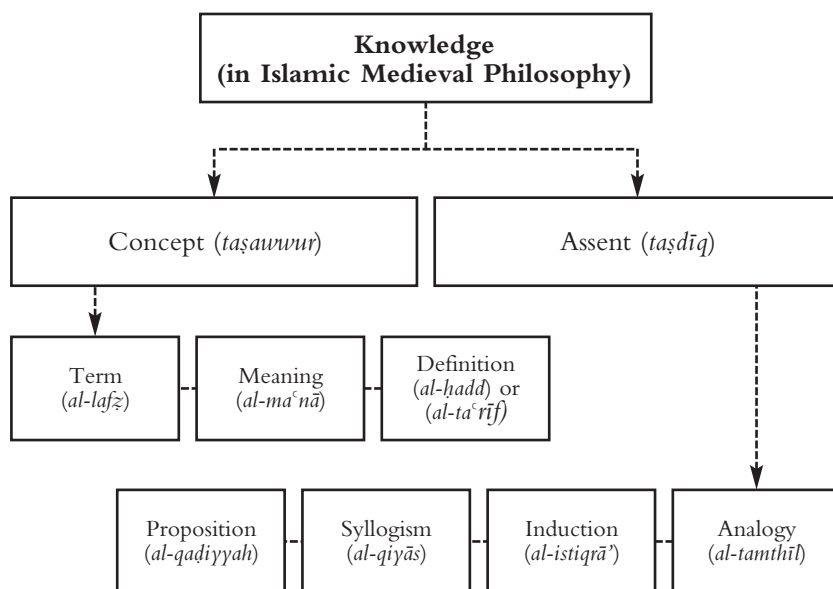 Knowledge
(in Islamic Medieval Philosophy)
Concept (taṣawwur)
Assent (taṣdīq)
Term
(al-lafẓ)
Meaning
(al-maʿnā)
Definition
(al-ḥadd) or
(al-taʿrīf)
Proposition
(al-qaḍiyyah)
Syllogism
(al-qiyās)
Induction
(al-istiqrā’)
Analogy
(al-tamthīl)